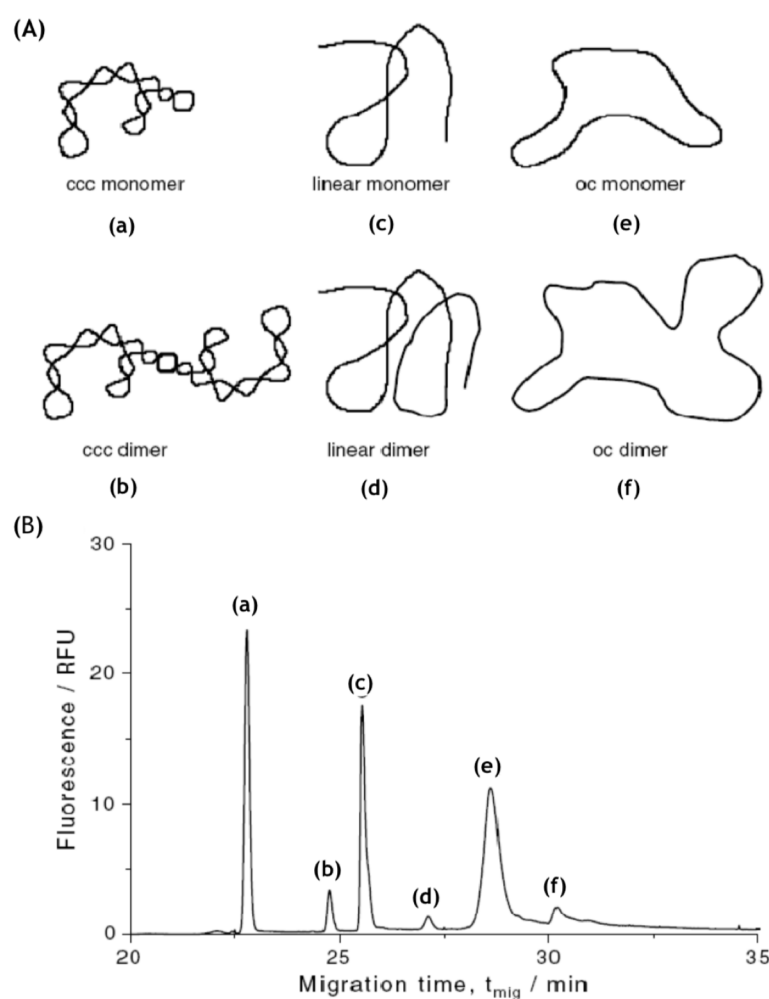 (A)
ccc monomer linear monomer oc monomer
(a) (c) (e)
ccc dimer linear dimer oc dimer
(b) (d) (f)
(B)
30
(a)
(c)
20
(e)
10
(b) (d) (f)
0
20 25 30 35
Fluorescence / RFU
Migration time, tmig / min